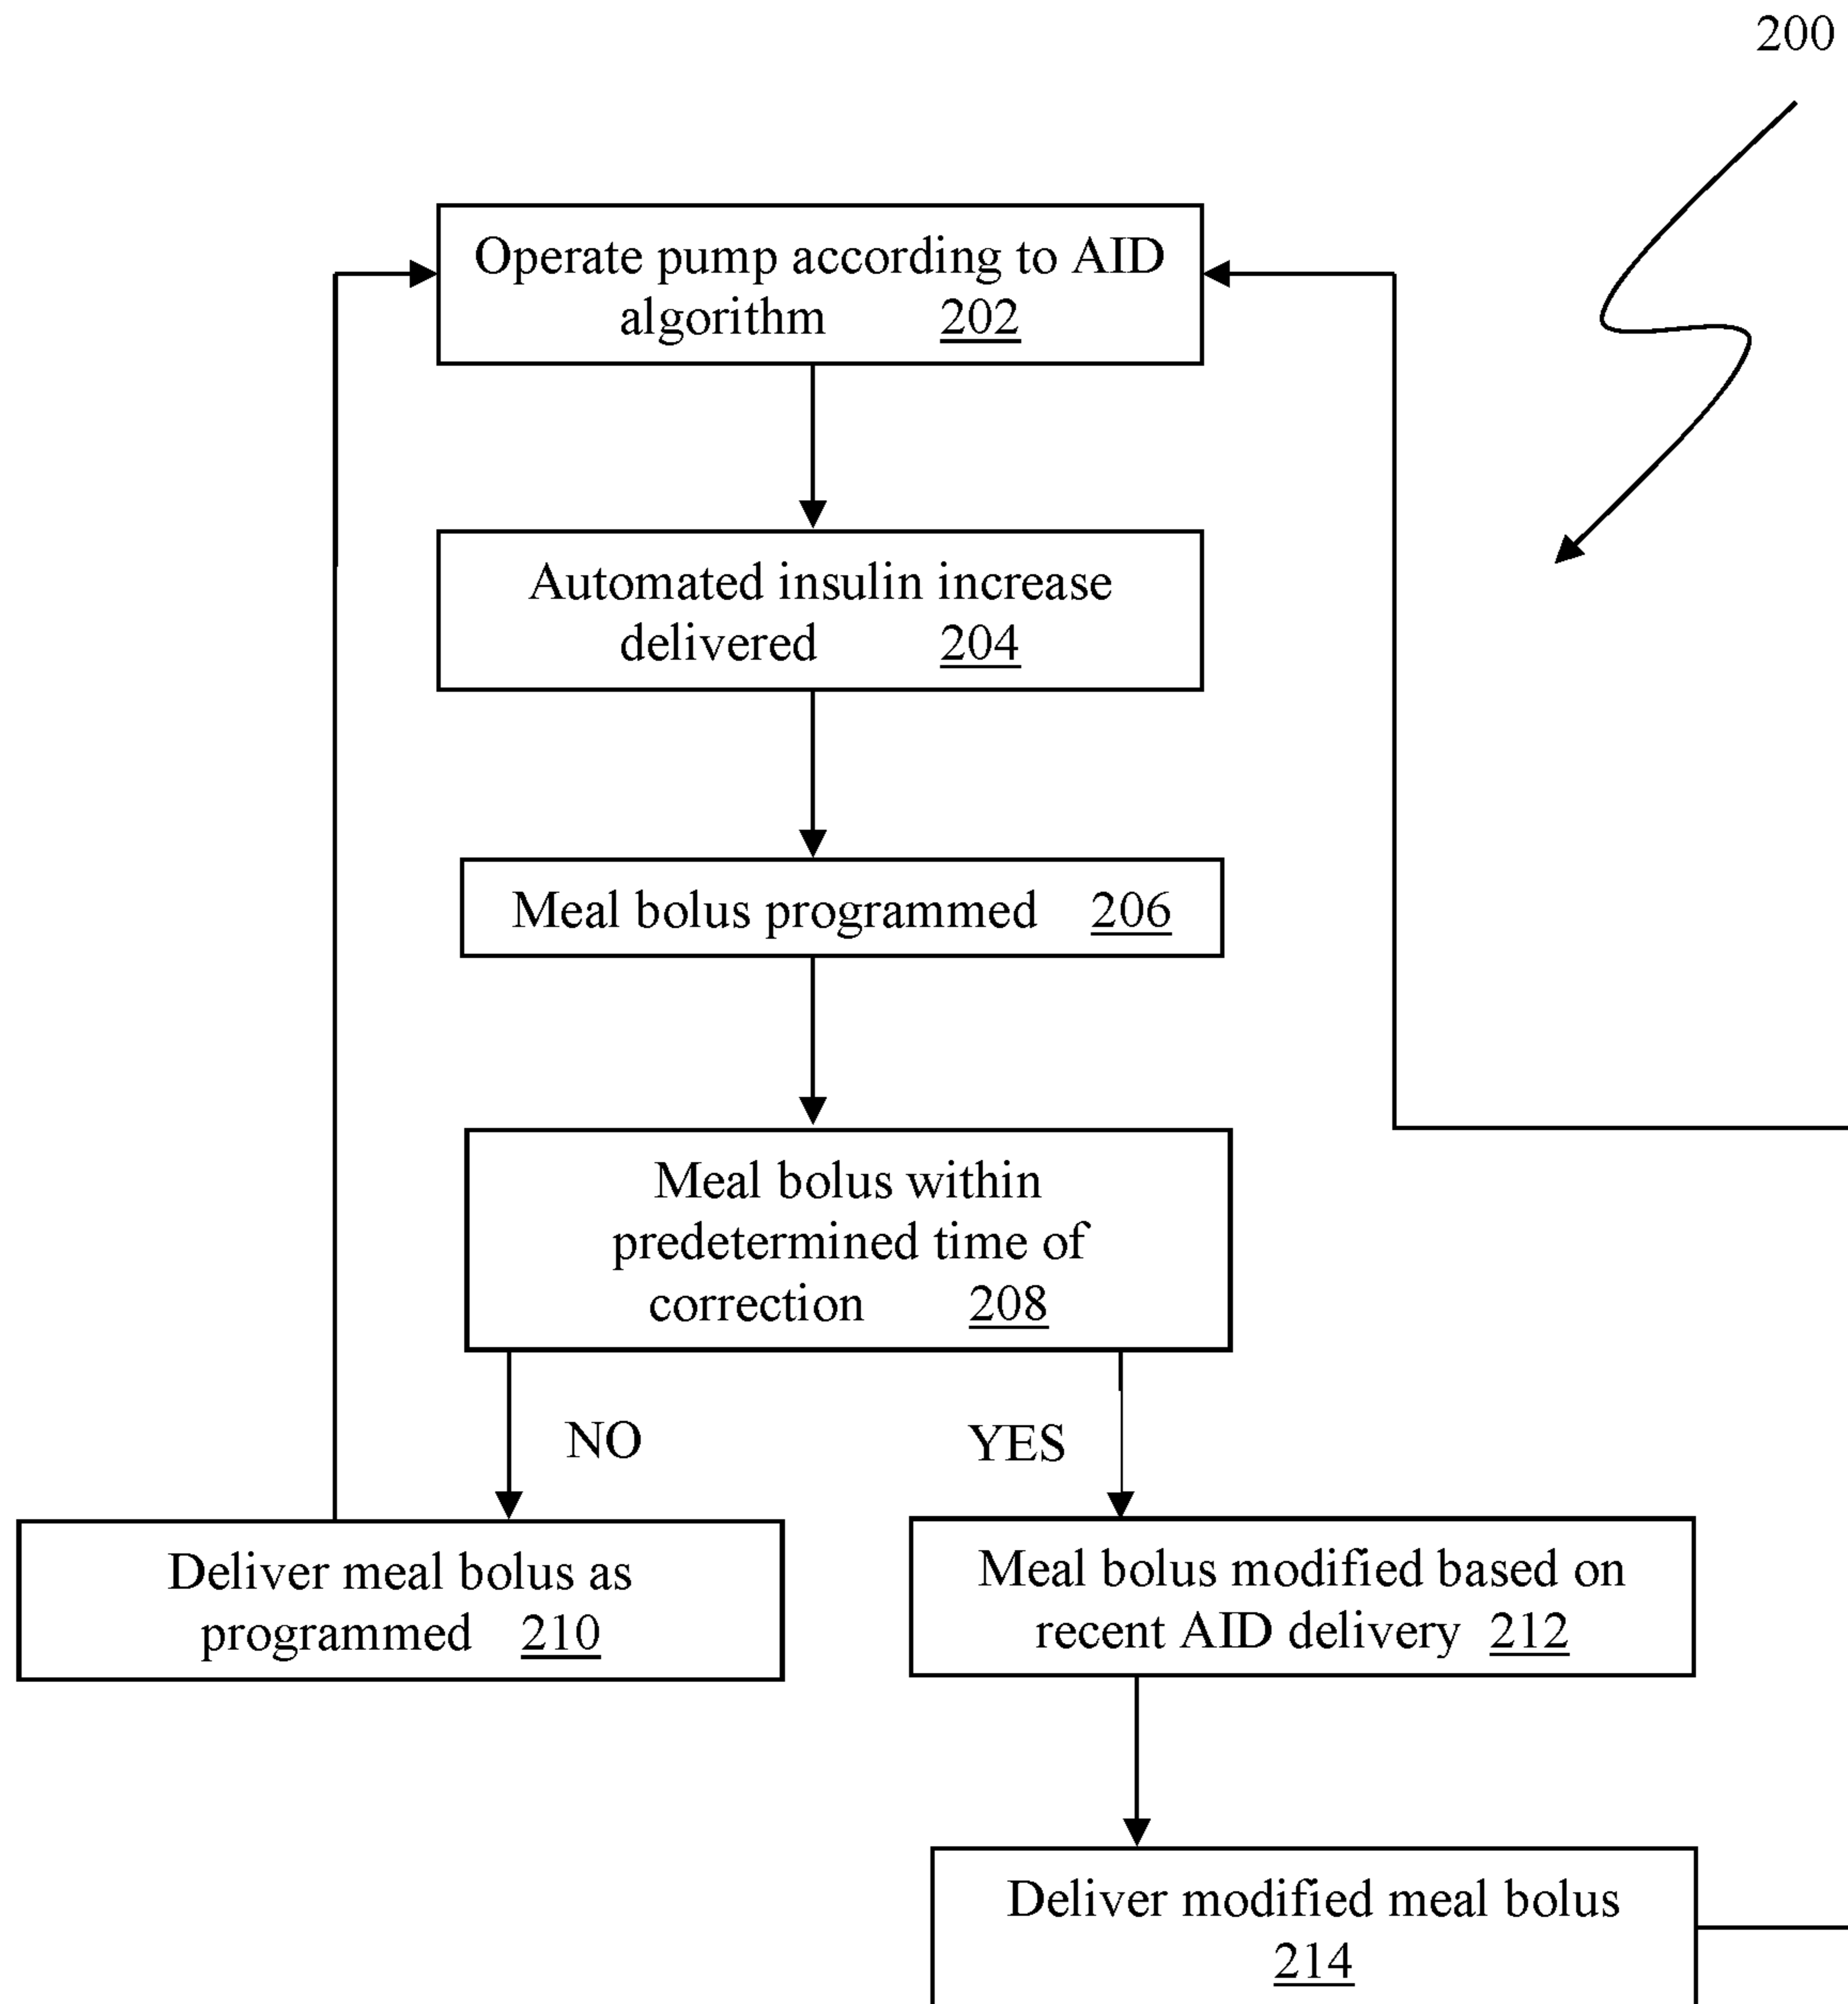 200
Operate pump according to AID
algorithm 202
Automated insulin increase
delivered 204
Meal bolus programmed 206
Meal bolus within
predetermined time of
correction 208
NO
YES
Deliver meal bolus as
programmed 210
Meal bolus modified based on
recent AID delivery 212
Deliver modified meal bolus
214